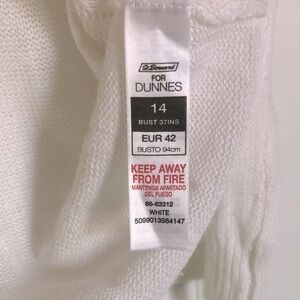 St. Bernard
FOR
DUNNES
14
BUST 37INS
EUR 42
BUSTO 94cm
KEEP AWAY
FROM FIRE
MANTENGA APARTADO
DEL FUEGO
86-63312
WHITE
5099013564147